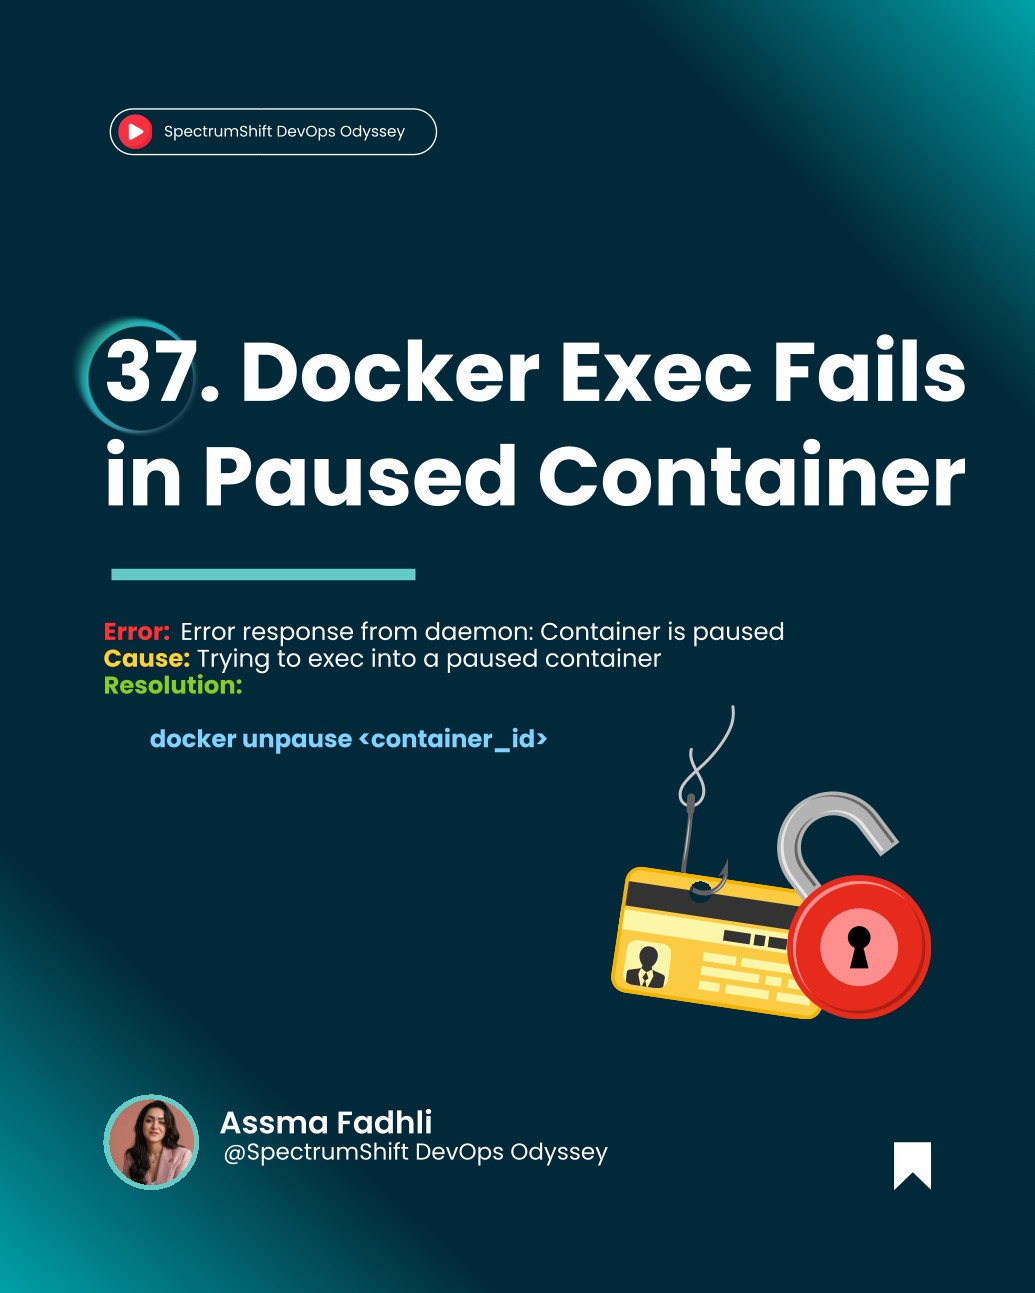 SpectrumShift DevOps Odyssey
37. Docker Exec Fails
in Paused Container
Error: Error response from daemon: Container is paused
Cause: Trying to exec into a paused container
Resolution:
docker unpause <container_id>
Assma Fadhli
@SpectrumShift DevOps Odyssey